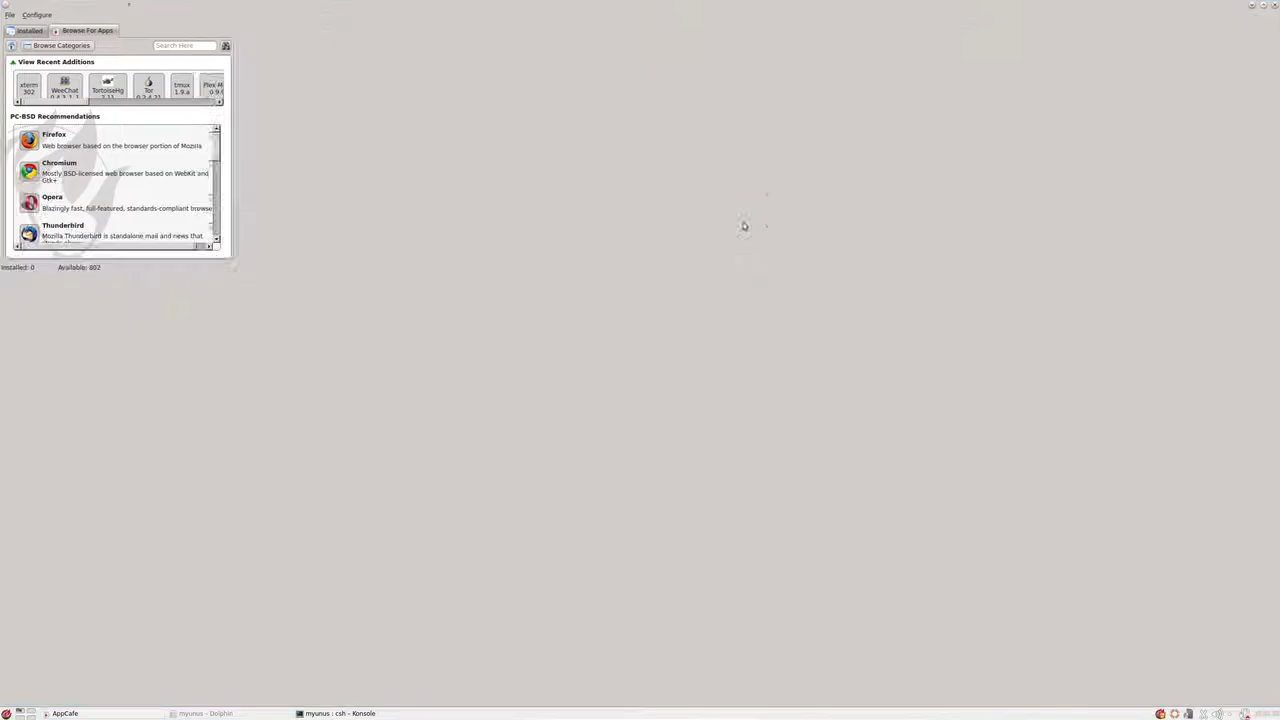 File Configure
Installed Browse For Apps
Browse Categories Search Here
View Recent Additions
xterm 302
WeeChat
TortoiseHg
Tor
tmux 1.9.a
Plex M
PC-BSD Recommendations
Firefox
Web browser based on the browser portion of Mozilla
Chromium
Mostly BSD-licensed web browser based on WebKit and
Gtk+
Opera
Blazingly fast, full-featured, standards-compliant browse
Thunderbird
Mozilla Thunderbird is standalone mail and news that
Installed: 0 Available: 802
AppCafe myunus – Dolphin myunus : csh – Konsole